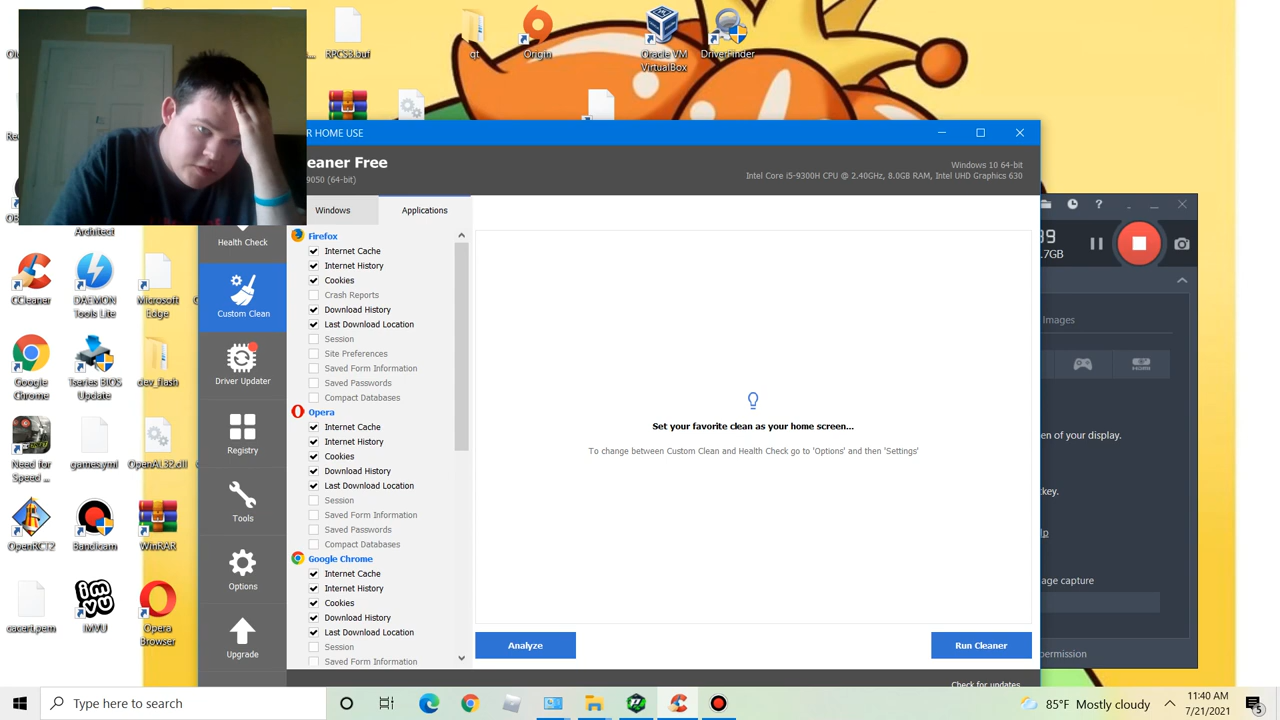 RPCS3.buf
qt
Origin
Oracle VM
VirtualBox
DriverFinder
R HOME USE
eaner Free
9050 (64-bit)
Windows 10 64-bit
Intel Core i5-9300H CPU @ 2.40GHz, 8.0GB RAM, Intel UHD Graphics 630
Windows
Applications
Architect
Health Check
Custom Clean
Driver Updater
Registry
Tools
Options
Upgrade
Firefox
Internet Cache
Internet History
Cookies
Crash Reports
Download History
Last Download Location
Session
Site Preferences
Saved Form Information
Saved Passwords
Compact Databases
Opera
Internet Cache
Internet History
Cookies
Download History
Last Download Location
Session
Saved Form Information
Saved Passwords
Compact Databases
Google Chrome
Internet Cache
Internet History
Cookies
Download History
Last Download Location
Session
Saved Form Information
Set your favorite clean as your home screen...
To change between Custom Clean and Health Check go to 'Options' and then 'Settings'
Analyze
Run Cleaner
Check for updates
39
.7GB
Images
en of your display.
key.
lp
age capture
permission
CCleaner
DAEMON
Tools Lite
Microsoft
Edge
Google
Chrome
Tseries BIOS
Update
dev_flash
Need for
Speed ...
games.yml
OpenAL32.dll
OpenRCT2
Bandicam
WinRAR
cacert.pem
IMVU
Opera
Browser
Type here to search
85°F Mostly cloudy
11:40 AM
7/21/2021
5